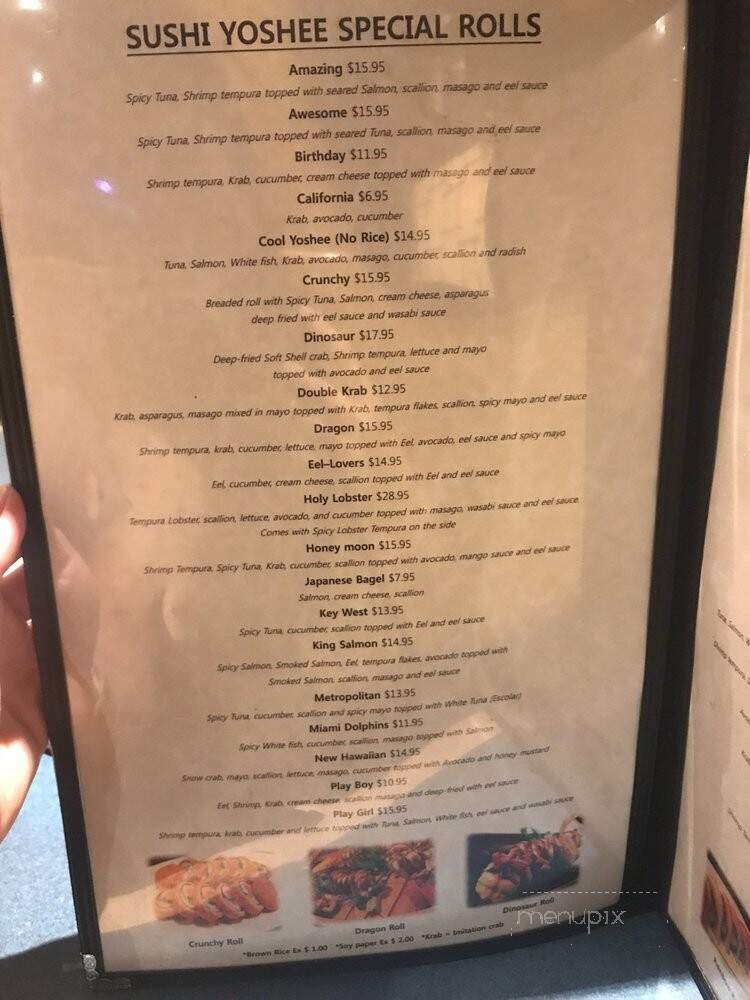 SUSHI YOSHEE SPECIAL ROLLS
Amazing $15.95
Spicy Tuna, Shrimp tempura topped with seared Salmon, scallion, masago and eel sauce
Awesome $15.95
Spicy Tuna, Shrimp tempura topped with seared Tuna, scallion, masago and eel sauce
Birthday $11.95
Shrimp tempura, Krab, cucumber, cream cheese topped with masago and eel sauce
California $6.95
Krab, avocado, cucumber
Cool Yoshee (No Rice) $14.95
Tuna, Salmon, White fish, Krab, avocado, masago, cucumber, scallion and radish
Crunchy $15.95
Breaded roll with Spicy Tuna, Salmon, cream cheese, asparagus
deep fried with eel sauce and wasabi sauce
Dinosaur $17.95
Deep-fried Soft Shell crab, Shrimp tempura, lettuce and mayo
topped with avocado and eel sauce
Double Krab $12.95
Krab, asparagus, masago mixed in mayo topped with Krab, tempura flakes, scallion, spicy mayo and eel sauce
Dragon $15.95
Shrimp tempura, krab, cucumber, lettuce, mayo topped with Eel, avocado, eel sauce and spicy mayo
Eel-Lovers $14.95
Eel, cucumber, cream cheese, scallion topped with Eel and eel sauce
Holy Lobster $28.95
Tempura Lobster, scallion, lettuce, avocado, and cucumber topped with masago, wasabi sauce and eel sauce.
Comes with Spicy Lobster Tempura on the side
Honey moon $15.95
Shrimp Tempura, Spicy Tuna, Krab, cucumber, scallion topped with avocado, mango sauce and eel sauce
Japanese Bagel $7.95
Salmon, cream cheese, scallion
Key West $13.95
Spicy Tuna, cucumber, scallion topped with Eel and eel sauce
King Salmon $14.95
Spicy Salmon, Smoked Salmon, Eel, tempura flakes, avocado topped with
Smoked Salmon, scallion, masago and eel sauce
Metropolitan $13.95
Spicy Tuna, cucumber, scallion and spicy mayo topped with White Tuna (Escolar)
Miami Dolphins $11.95
Spicy White fish, cucumber, scallion, masago topped with Salmon
New Hawaiian $14.95
Snow crab, mayo, scallion, lettuce, masago, cucumber topped with Avocado and honey mustard
Play Boy $10.95
Eel, Shrimp, Krab, cream cheese, scallion masago and deep-fried with eel sauce
Play Girl $15.95
Shrimp tempura, krab, cucumber and lettuce topped with Tuna, Salmon, White fish, eel sauce and wasabi sauce
Crunchy Roll
Dragon Roll
Dinosaur Roll
*Brown Rice Ex $ 1.00 *Soy paper Ex $ 2.00 *Krab = Imitation crab
menupix